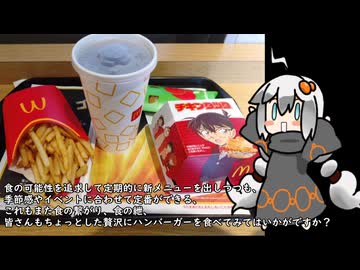 チキンタツタ
食の可能性を追求して定期的に新メニューを出しつつも、
季節感やイベントに合わせて定番ができる、
これもまた食の繋がり、食の絆、
皆さんもちょっとした贅沢にハンバーガーを食べてみてはいかがですか？